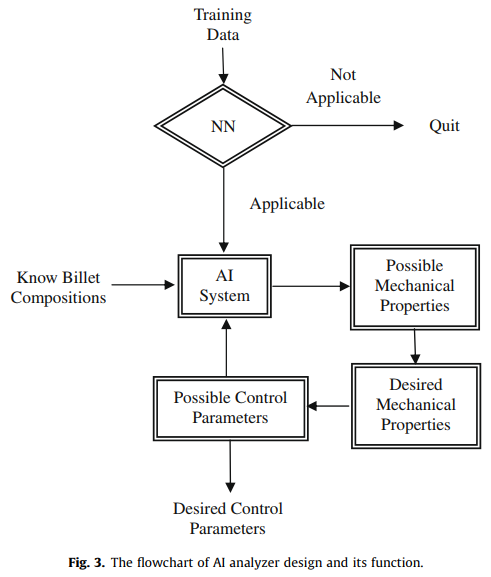 Training
Data
Not
Applicable
NN
Quit
Applicable
Know Billet
Compositions
AI
System
Possible
Mechanical
Properties
Possible Control
Parameters
Desired
Mechanical
Properties
Desired Control
Parameters
Fig. 3. The flowchart of AI analyzer design and its function.